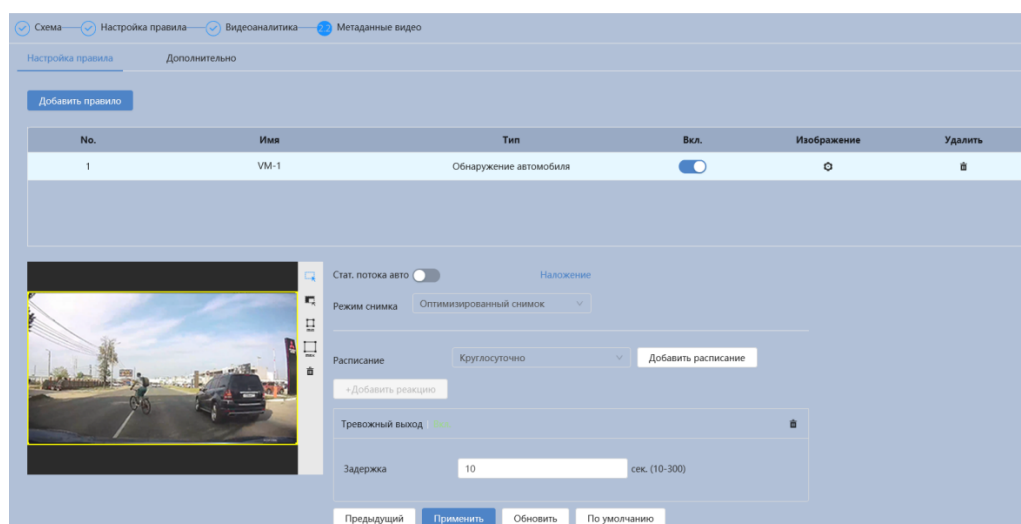 Схема Настройка правила Видеоаналитика 2.2 Метаданные видео
Настройка правила Дополнительно
Добавить правило
No. Имя Тип Вкл. Изображение Удалить
1 VM-1 Обнаружение автомобиля
Стат. потока авто Наложение
Режим снимка Оптимизированный снимок
Расписание Круглосуточно Добавить расписание
+Добавить реакцию
Тревожный выход
Задержка 10 сек. (10-300)
Предыдущий Применить Обновить По умолчанию